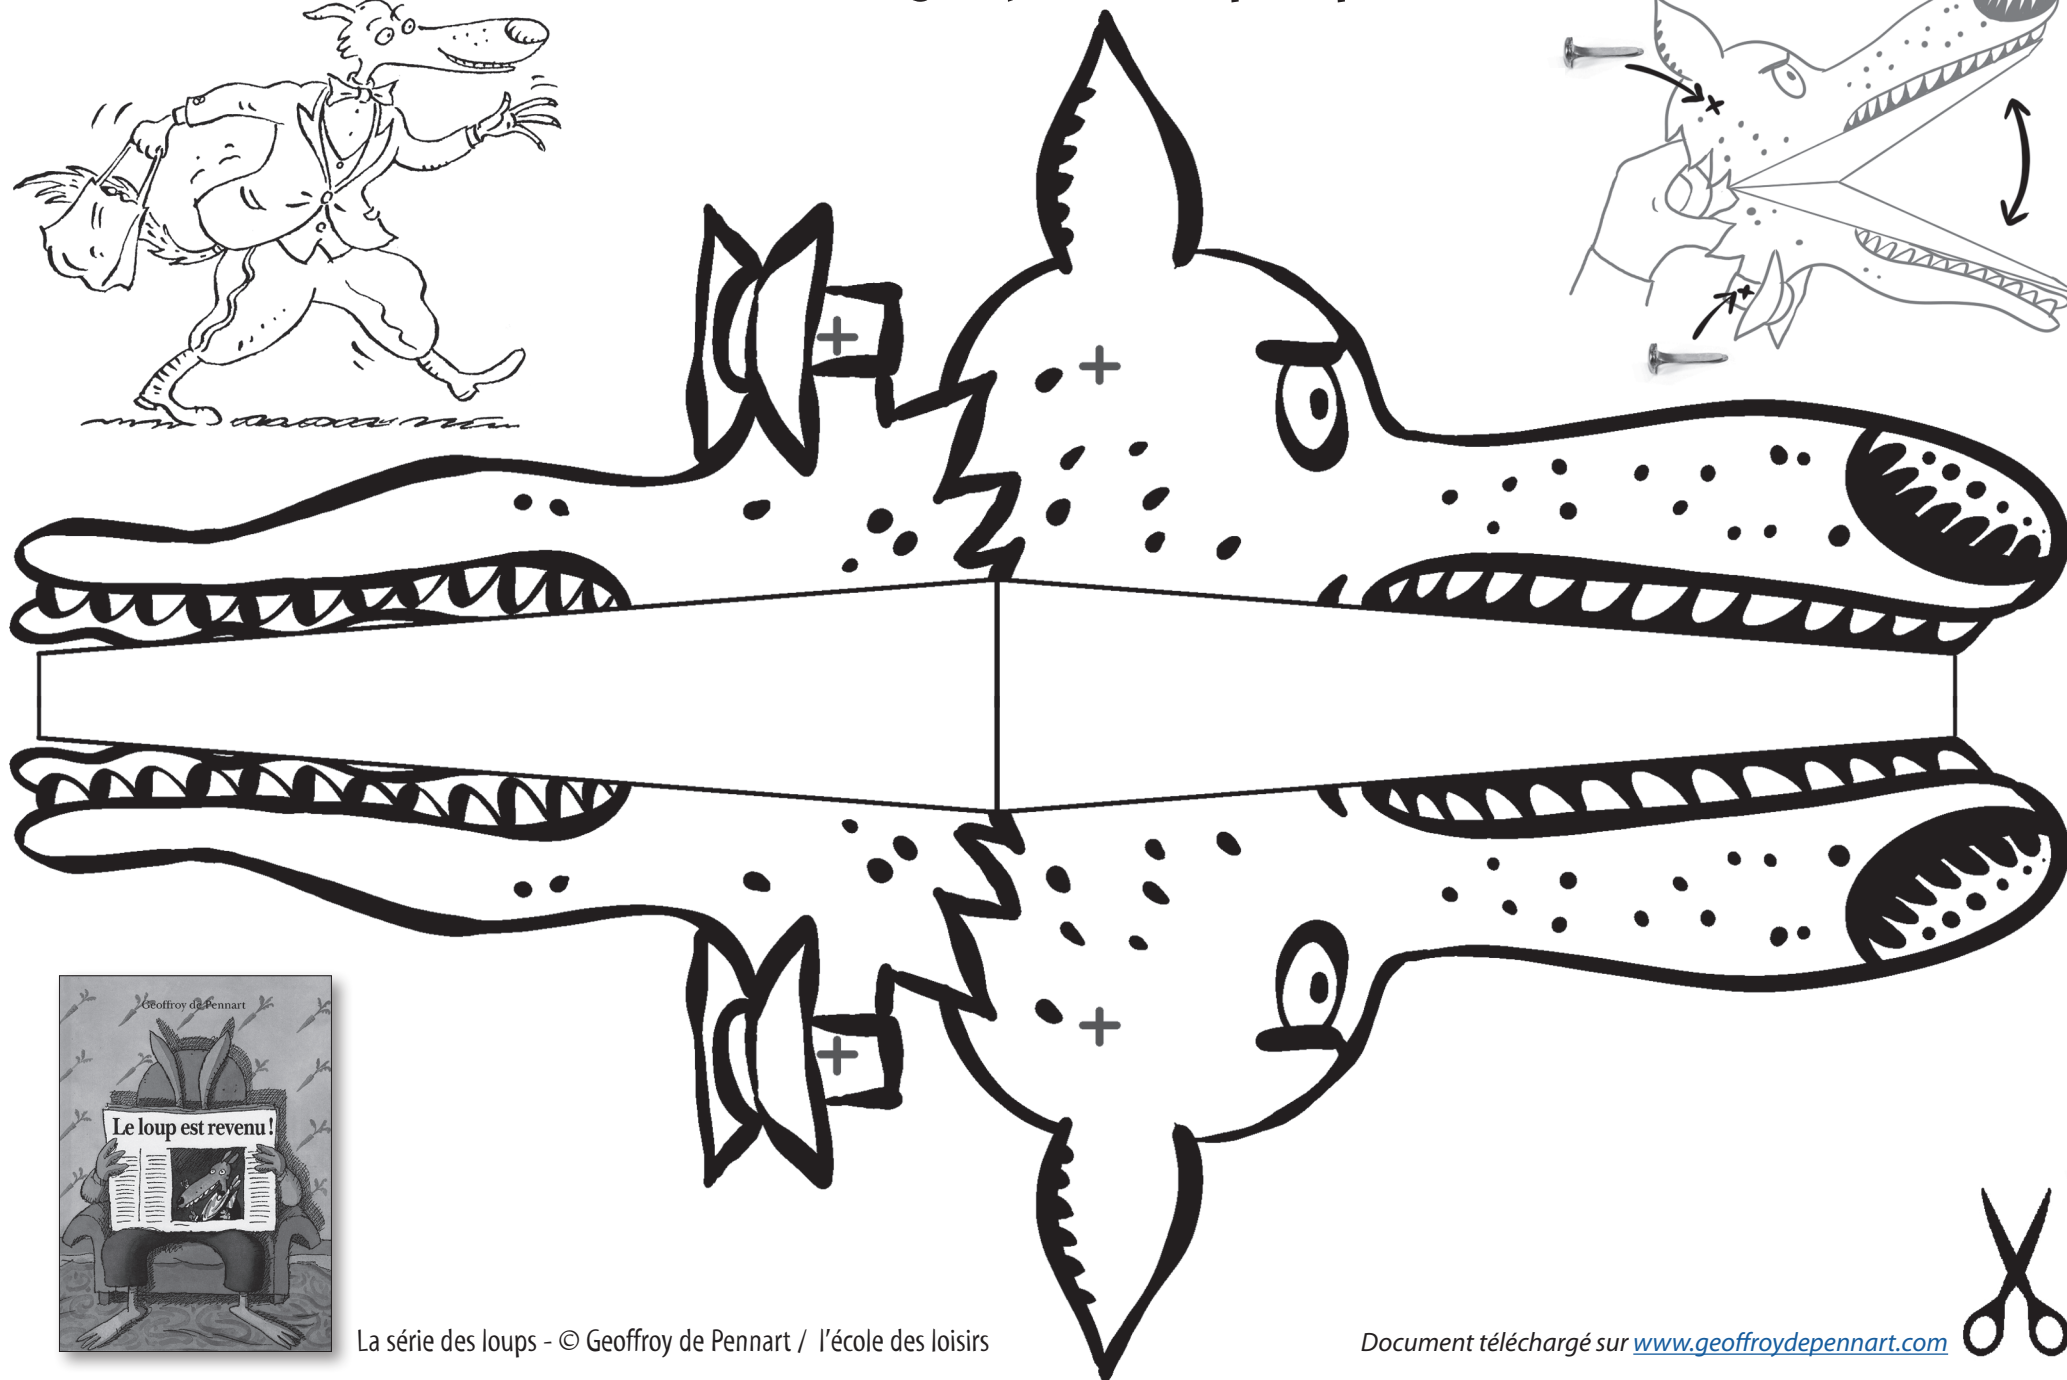 Geoffroy de Pennart
Le loup est revenu !
La série des loups - © Geoffroy de Pennart / l'école des loisirs
Document téléchargé sur www.geoffroydepennart.com